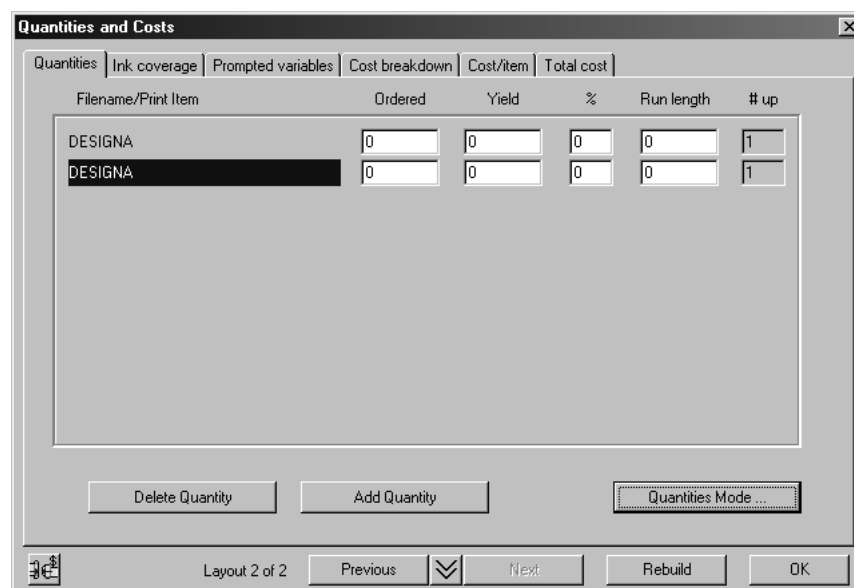 Quantities and Costs
Quantities Ink coverage Prompted variables Cost breakdown Cost/item Total cost
Filename/Print Item Ordered Yield % Run length # up
DESIGNA 0 0 0 0 1
DESIGNA 0 0 0 0 1
Delete Quantity Add Quantity Quantities Mode ...
$ Layout 2 of 2 Previous Next Rebuild OK